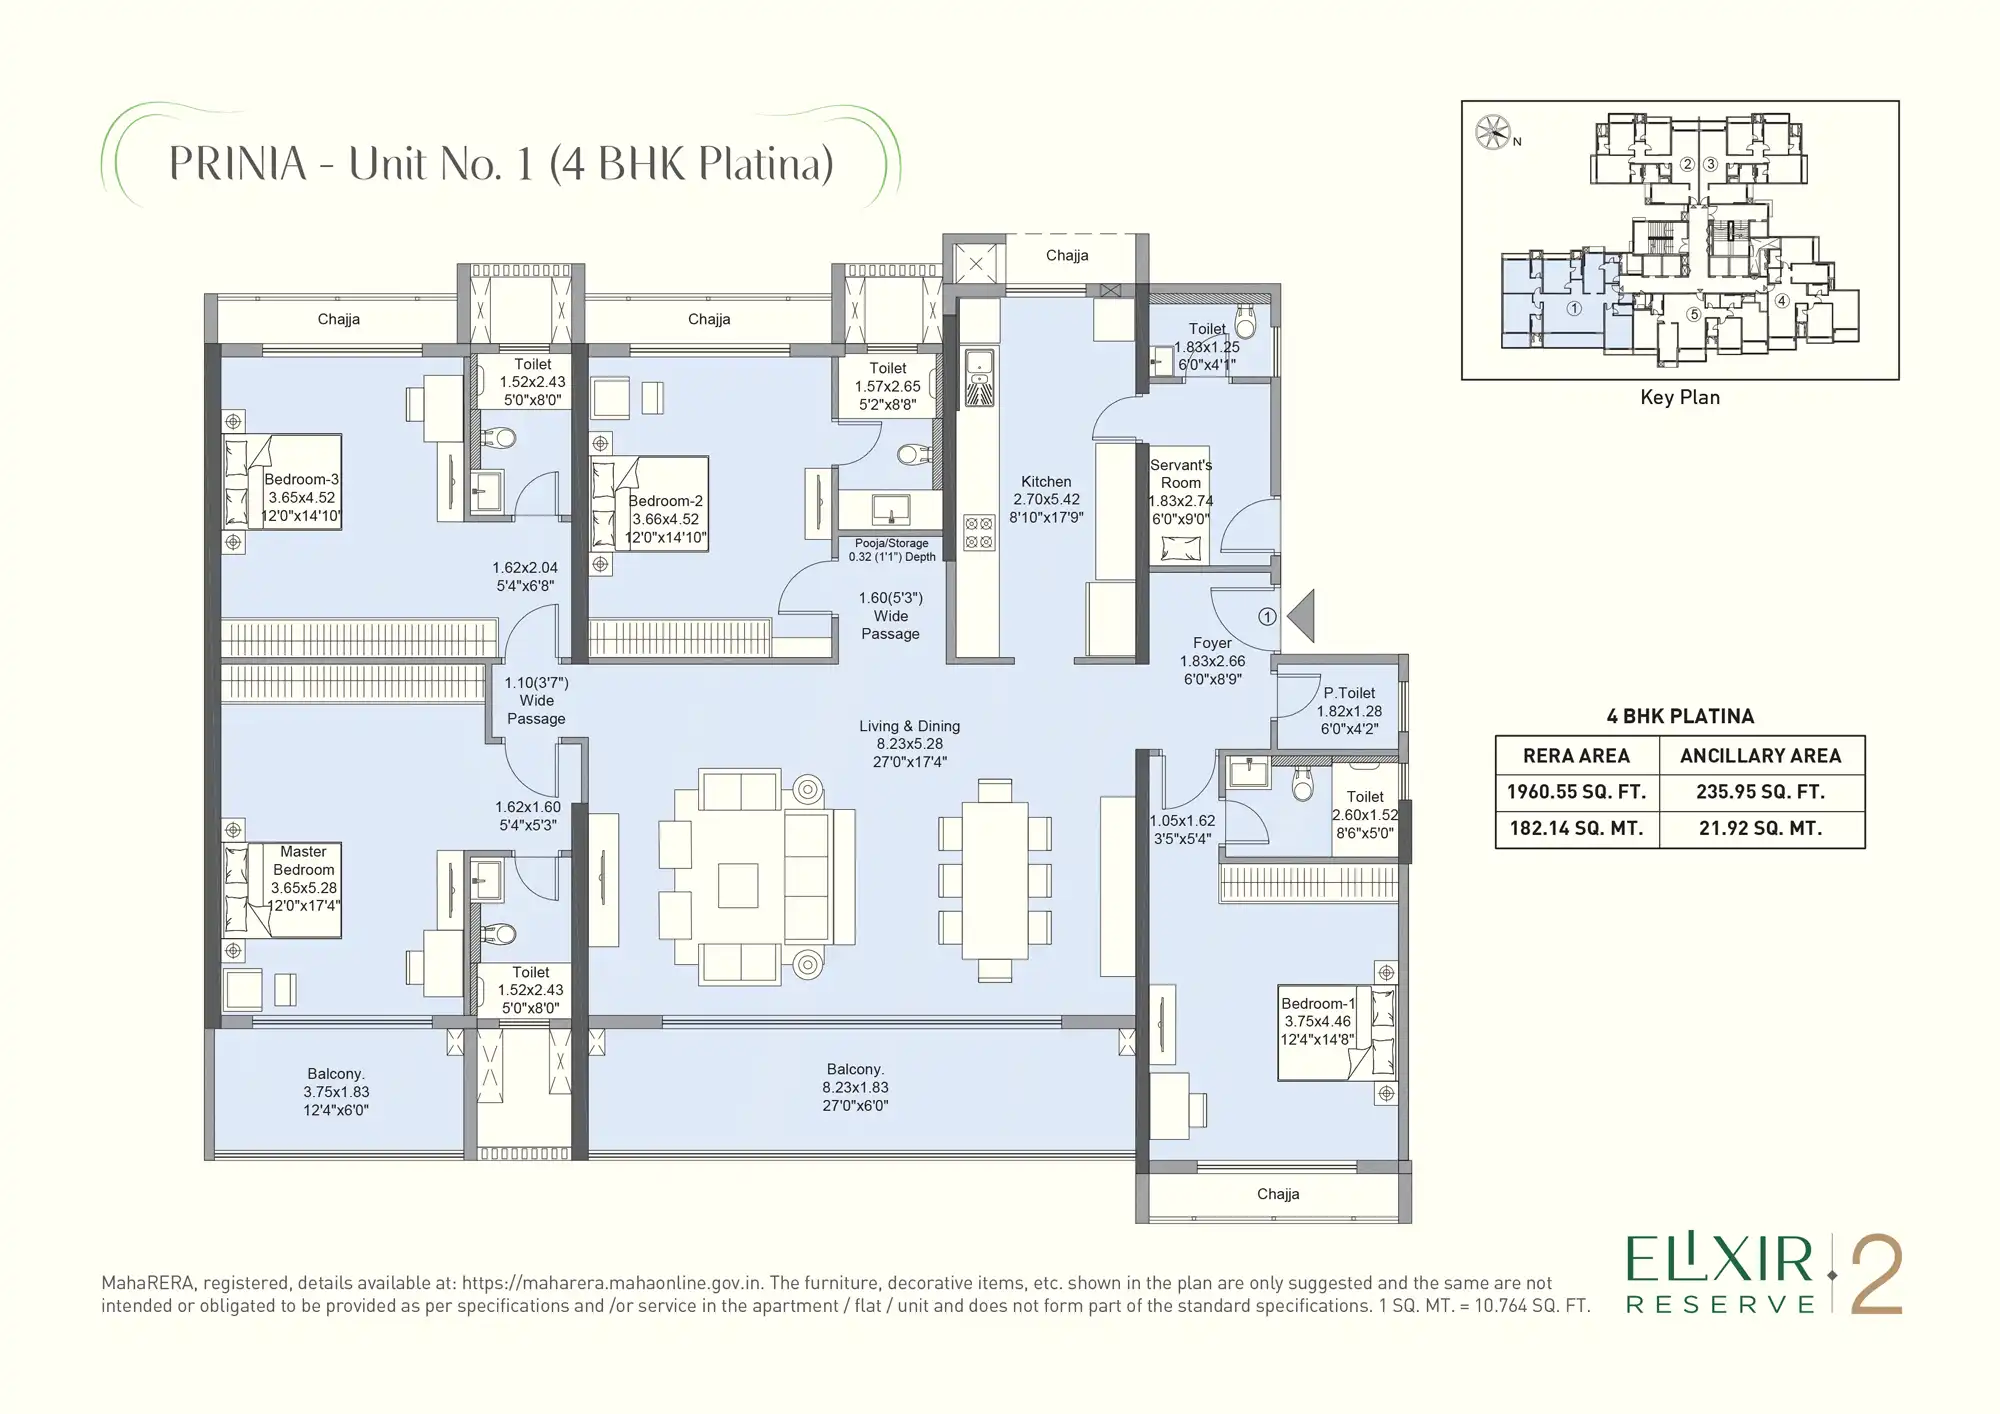 PRINIA - Unit No. 1 (4 BHK Platina)
N
2
3
1
4
5
Key Plan
Chajja
Chajja
Chajja
Toilet
1.52x2.43
5'0"x8'0"
Toilet
1.57x2.65
5'2"x8'8"
Toilet
1.83x1.25
6'0"x4'1"
Bedroom-3
3.65x4.52
12'0"x14'10"
Bedroom-2
3.66x4.52
12'0"x14'10"
Kitchen
2.70x5.42
8'10"x17'9"
Servant's
Room
1.83x2.74
6'0"x9'0"
Pooja/Storage
0.32 (1'1") Depth
1.62x2.04
5'4"x6'8"
1.60(5'3")
Wide
Passage
1
Foyer
1.83x2.66
6'0"x8'9"
1.10(3'7")
Wide
Passage
P.Toilet
1.82x1.28
6'0"x4'2"
Living & Dining
8.23x5.28
27'0"x17'4"
1.62x1.60
5'4"x5'3"
1.05x1.62
3'5"x5'4"
Toilet
2.60x1.52
8'6"x5'0"
Master
Bedroom
3.65x5.28
12'0"x17'4"
Toilet
1.52x2.43
5'0"x8'0"
Bedroom-1
3.75x4.46
12'4"x14'8"
Balcony.
3.75x1.83
12'4"x6'0"
Balcony.
8.23x1.83
27'0"x6'0"
Chajja
4 BHK PLATINA
RERA AREA ANCILLARY AREA
1960.55 SQ. FT. 235.95 SQ. FT.
182.14 SQ. MT. 21.92 SQ. MT.
MahaRERA, registered, details available at: https://maharera.mahaonline.gov.in. The furniture, decorative items, etc. shown in the plan are only suggested and the same are not
intended or obligated to be provided as per specifications and /or service in the apartment / flat / unit and does not form part of the standard specifications. 1 SQ. MT. = 10.764 SQ. FT.
ELIXIR
RESERVE
2